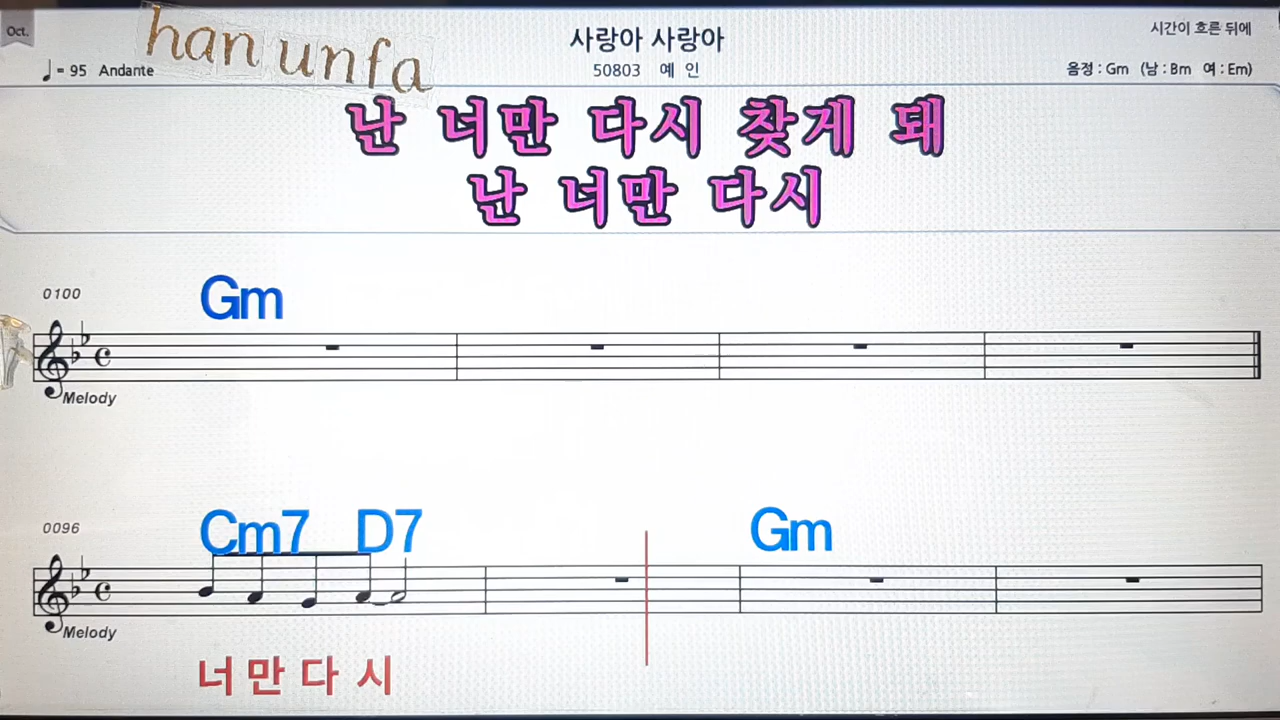 Oct.
han unfa
사랑아 사랑아
시간이 흐른 뒤에
♩= 95 Andante
50803 예 인
음정 : Gm (남 : Bm 여 : Em)
난 너만 다시 찾게 돼
난 너만 다시
0100
Gm
Melody
0096
Cm7 D7 Gm
Melody
너 만 다 시